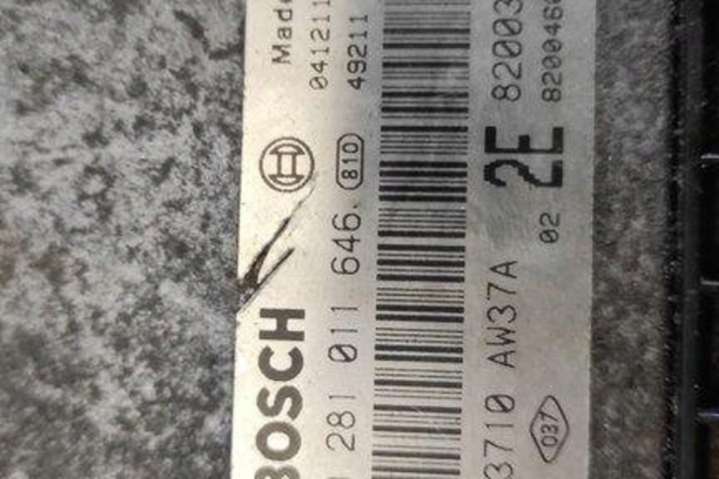 BOSCH
Made
041211
281 011 646. 810 49211
3710 AW37A 2E 82003
037 02 820046